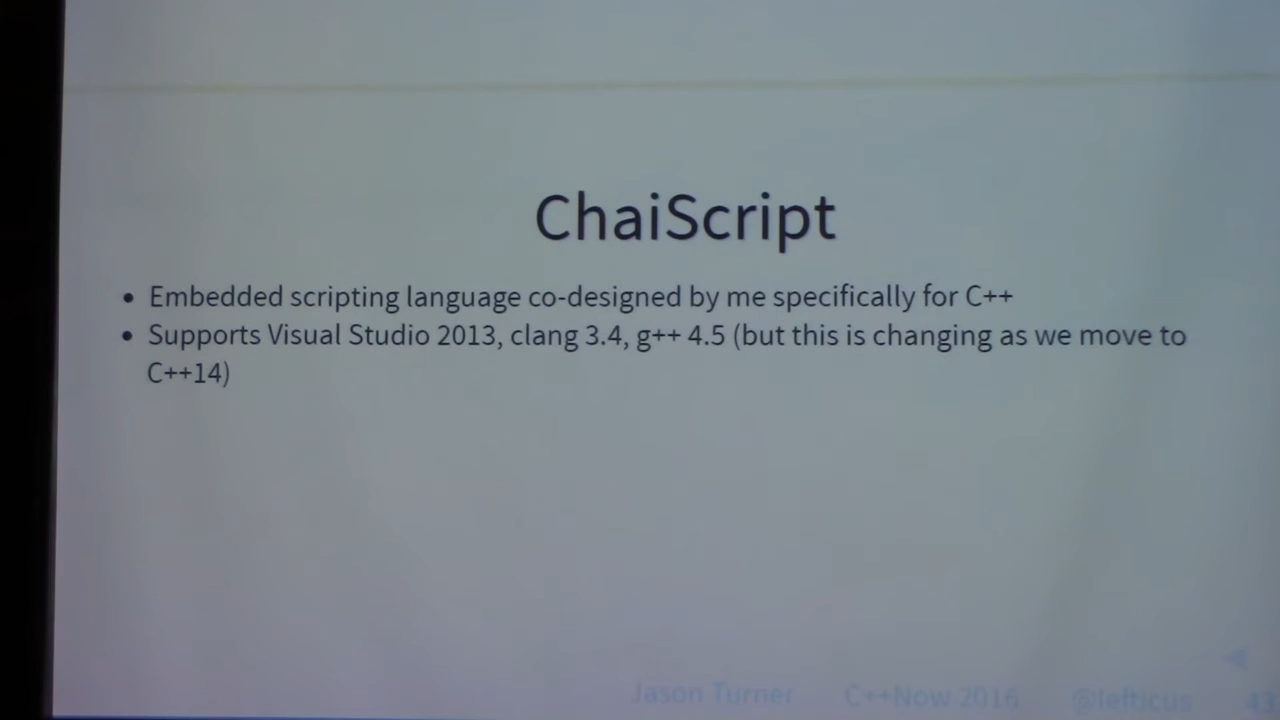 ChaiScript
• Embedded scripting language co-designed by me specifically for C++
• Supports Visual Studio 2013, clang 3.4, g++ 4.5 (but this is changing as we move to
C++14)
Jason Turner C++Now 2016 @lefticus 43